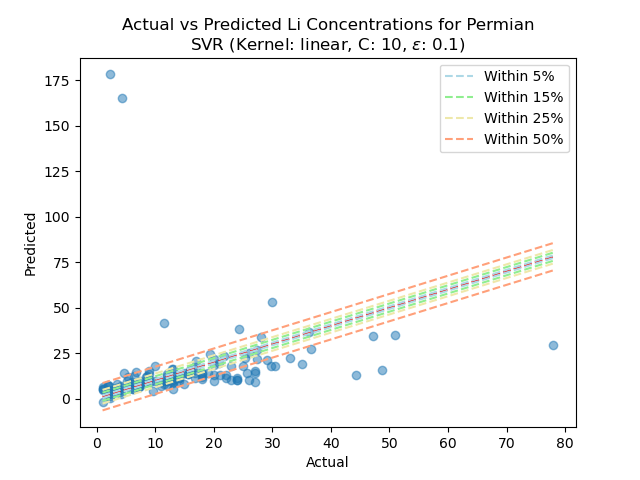 Actual vs Predicted Li Concentrations for Permian
SVR (Kernel: linear, C: 10, ε: 0.1)
Within 5%
Within 15%
Within 25%
Within 50%
Predicted
175
150
125
100
75
50
25
0
0 10 20 30 40 50 60 70 80
Actual